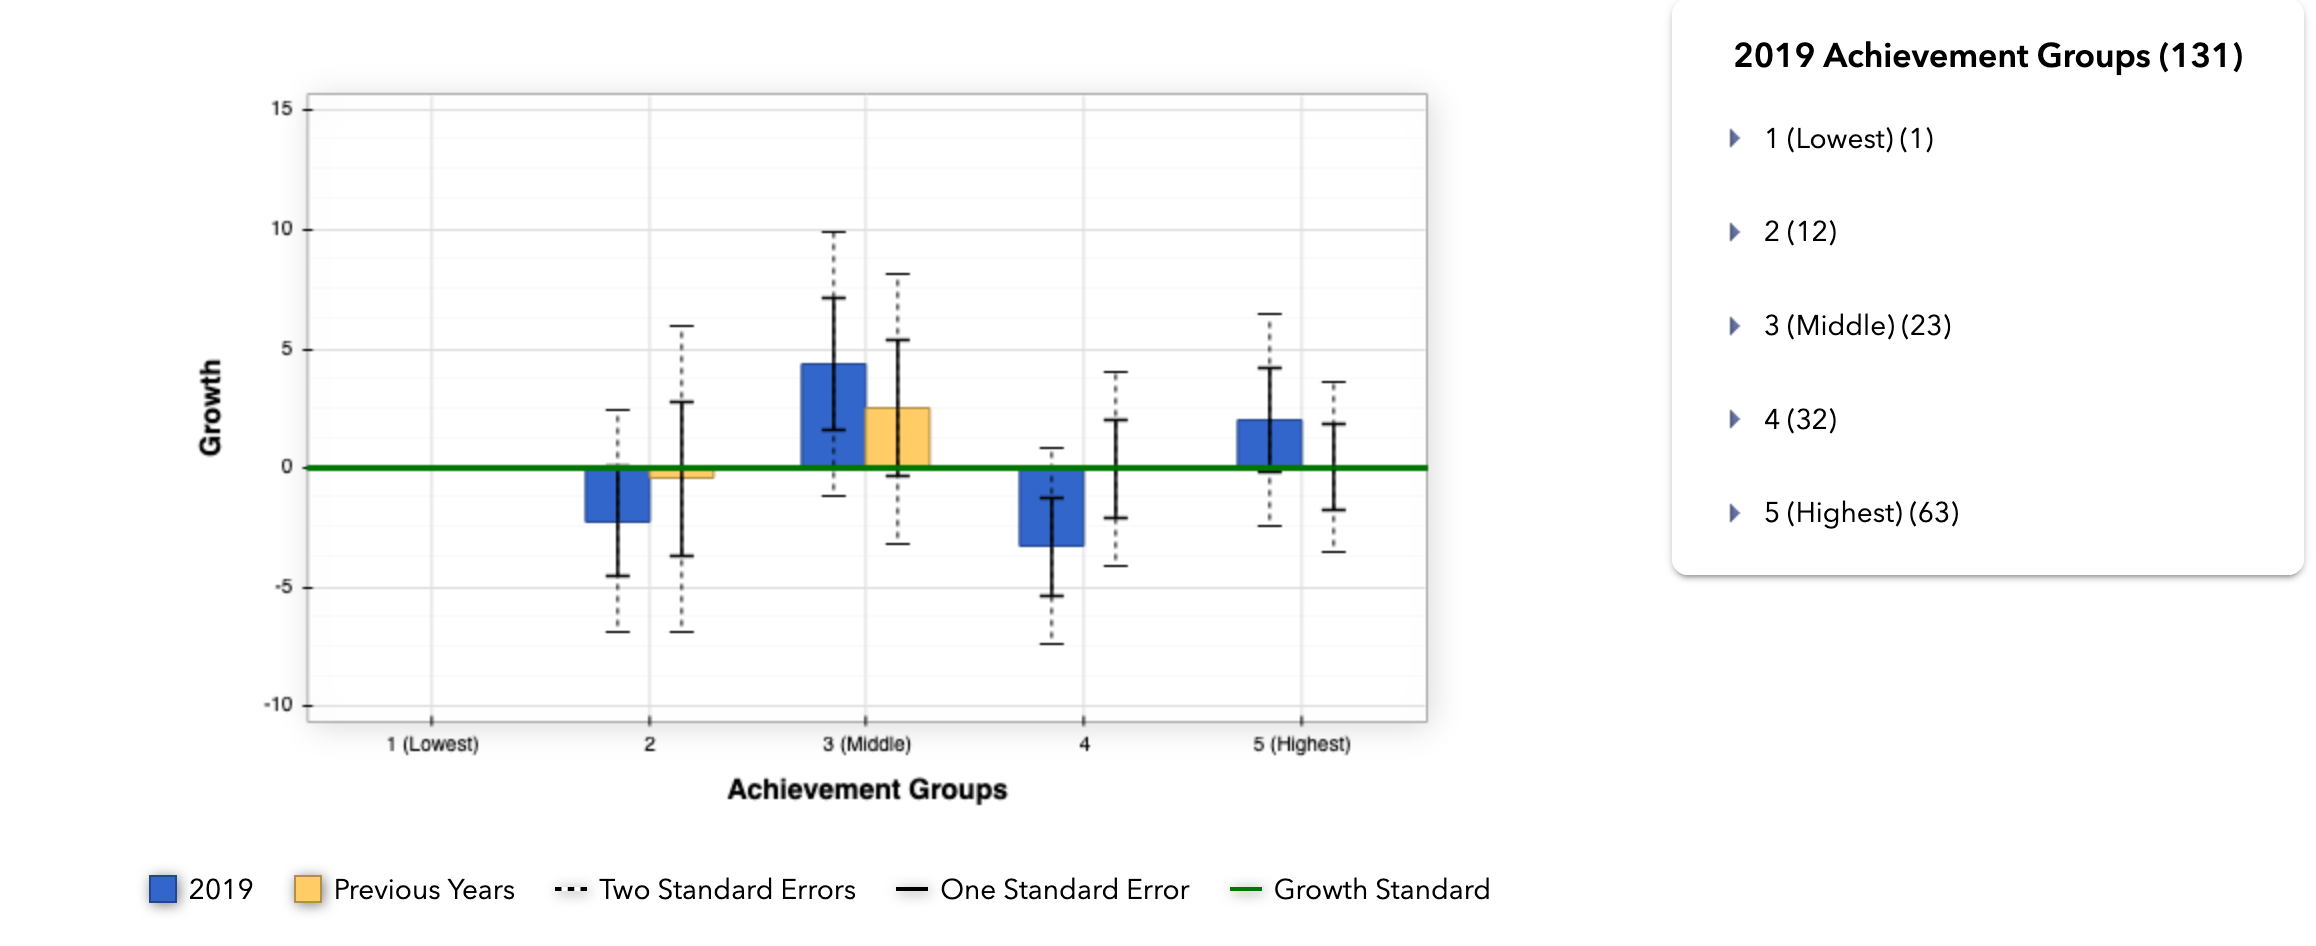 2019 Achievement Groups (131)
1 (Lowest) (1)
2 (12)
3 (Middle) (23)
4 (32)
5 (Highest) (63)
Growth
15
10
5
0
-5
-10
1 (Lowest)
2
3 (Middle)
4
5 (Highest)
Achievement Groups
2019
Previous Years
Two Standard Errors
One Standard Error
Growth Standard